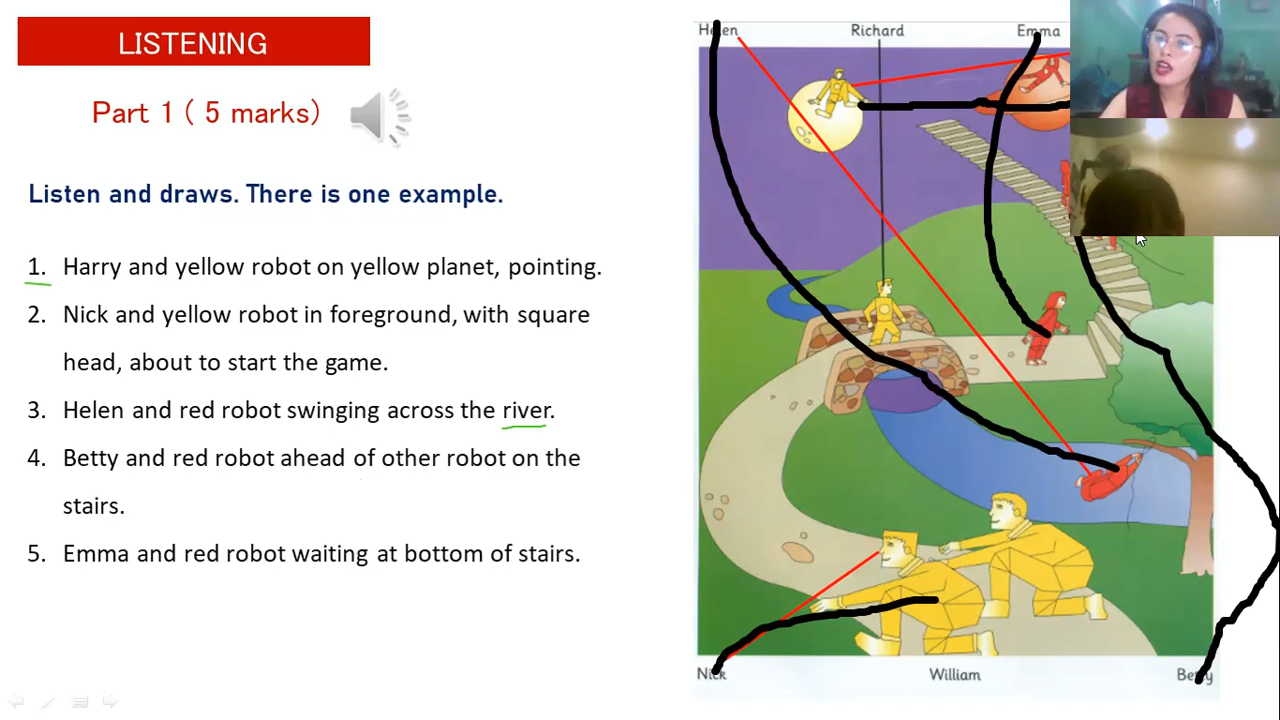 LISTENING
Part 1 ( 5 marks)
Listen and draws. There is one example.
1. Harry and yellow robot on yellow planet, pointing.
2. Nick and yellow robot in foreground, with square
head, about to start the game.
3. Helen and red robot swinging across the river.
4. Betty and red robot ahead of other robot on the
stairs.
5. Emma and red robot waiting at bottom of stairs.
Helen Richard Emma
Nick William Betty